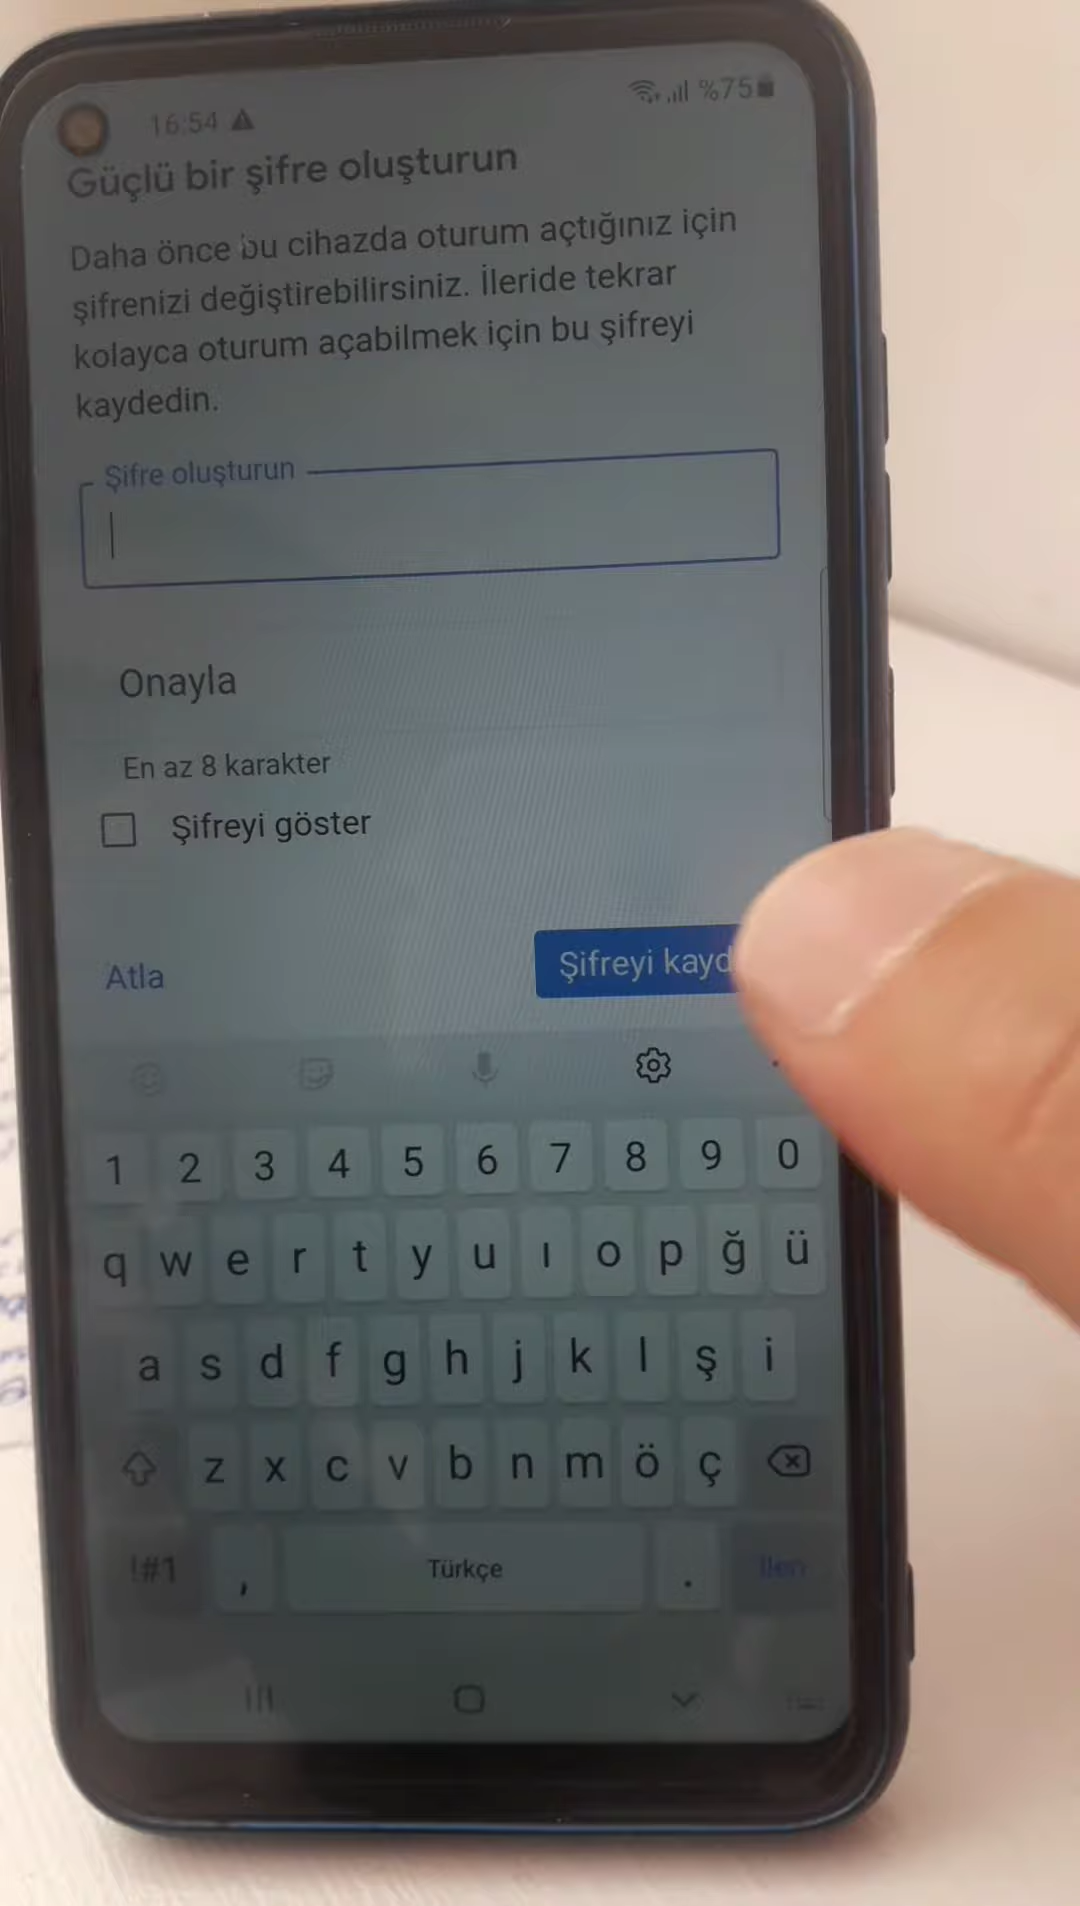 16:54 %75
Güçlü bir şifre oluşturun
Daha önce bu cihazda oturum açtığınız için
şifrenizi değiştirebilirsiniz. İleride tekrar
kolayca oturum açabilmek için bu şifreyi
kaydedin.
Şifre oluşturun
Onayla
En az 8 karakter
Şifreyi göster
Atla Şifreyi kayd
1 2 3 4 5 6 7 8 9 0
q w e r t y u ı o p ğ ü
a s d f g h j k l ş i
z x c v b n m ö ç
!#1 , Türkçe . İleri